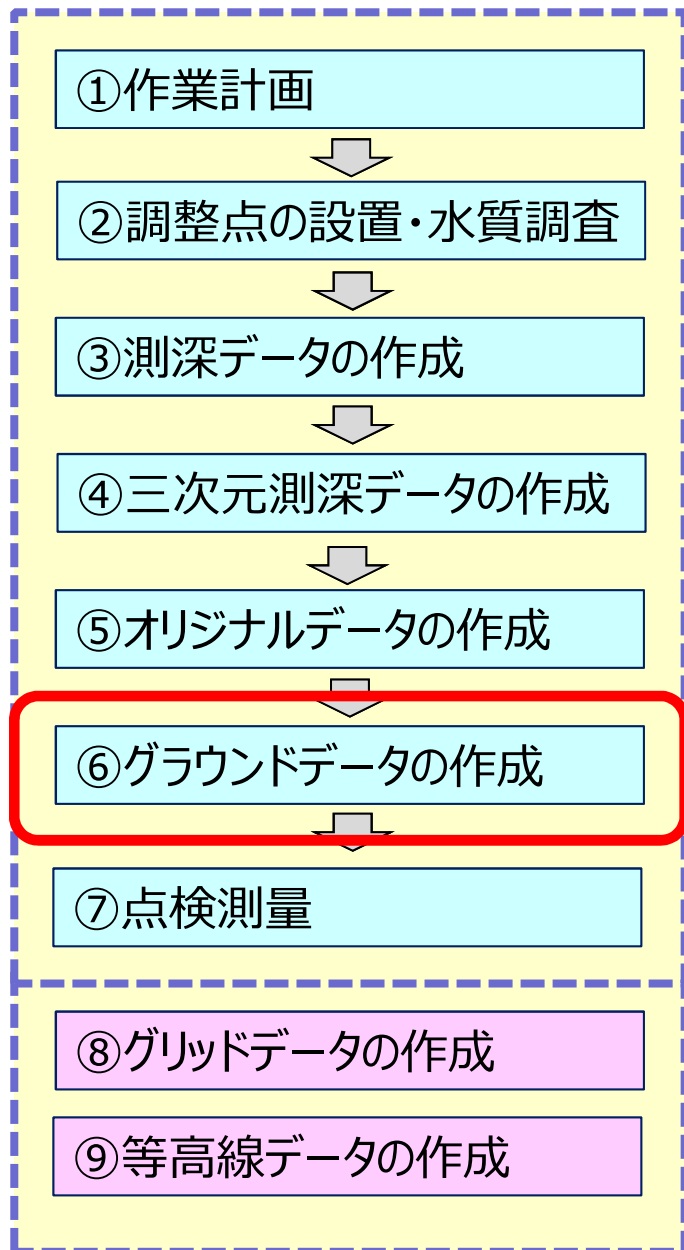 ①作業計画
②調整点の設置・水質調査
③測深データの作成
④三次元測深データの作成
⑤オリジナルデータの作成
⑥グラウンドデータの作成
⑦点検測量
⑧グリッドデータの作成
⑨等高線データの作成